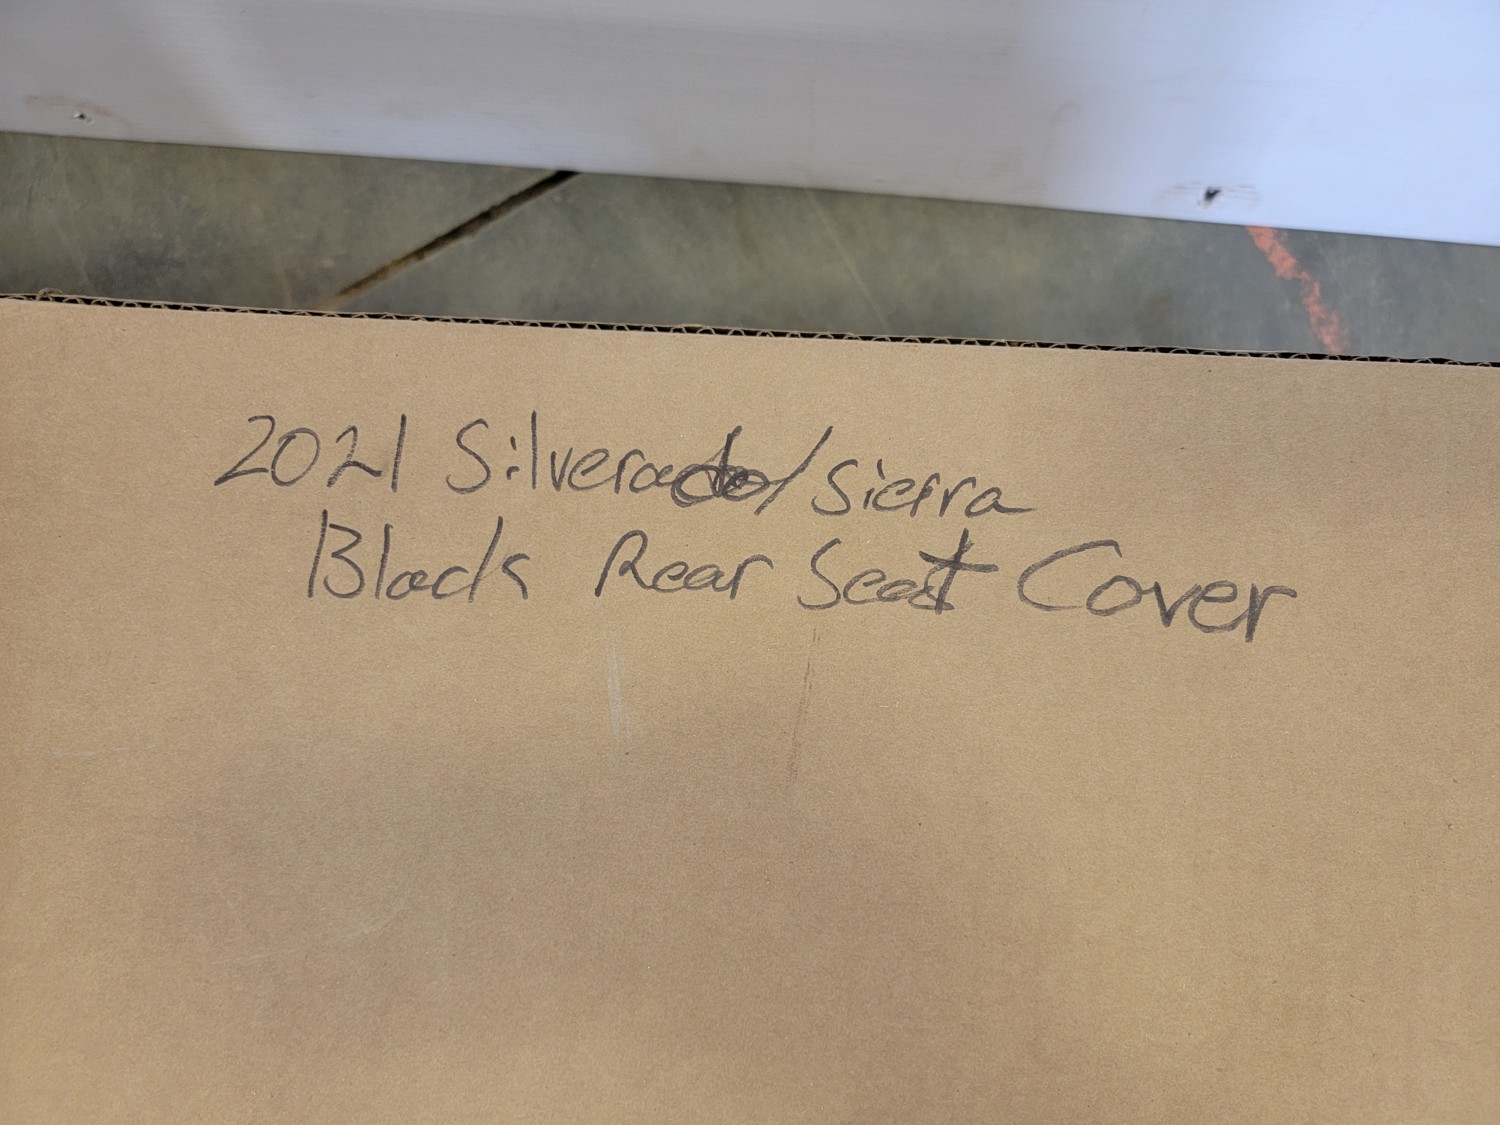 2021 Silverado/Sierra
Black Rear Seat Cover